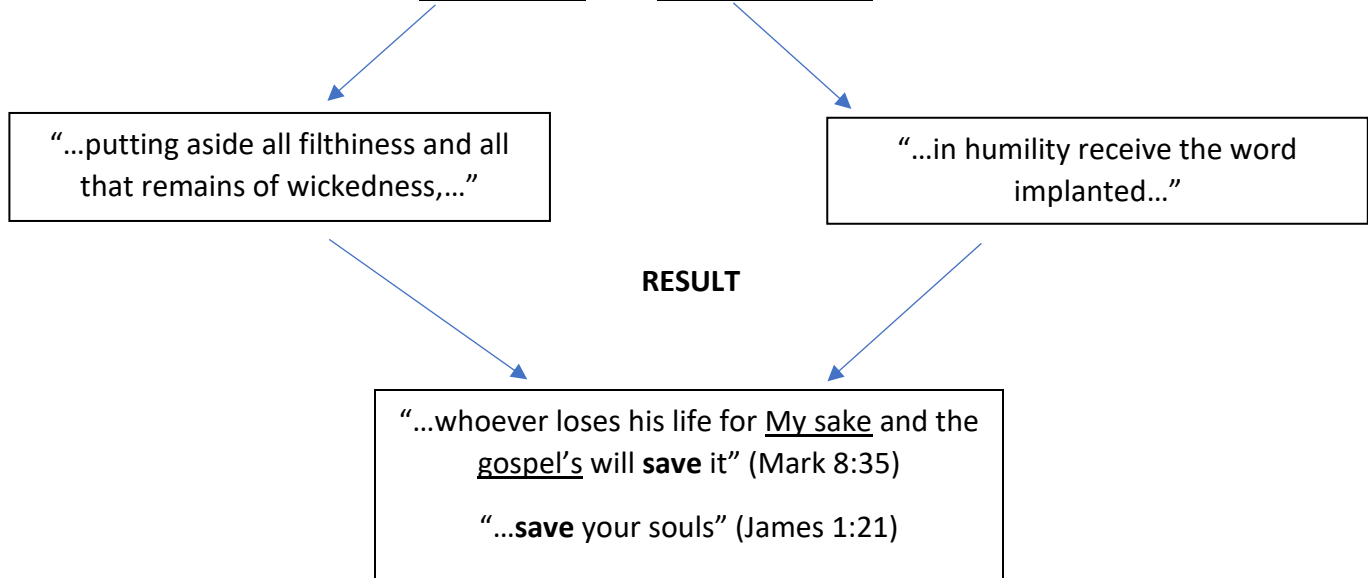 “…putting aside all filthiness and all
that remains of wickedness,…”
“…in humility receive the word
implanted…”
RESULT
“…whoever loses his life for My sake and the
gospel’s will save it” (Mark 8:35)
“…save your souls” (James 1:21)